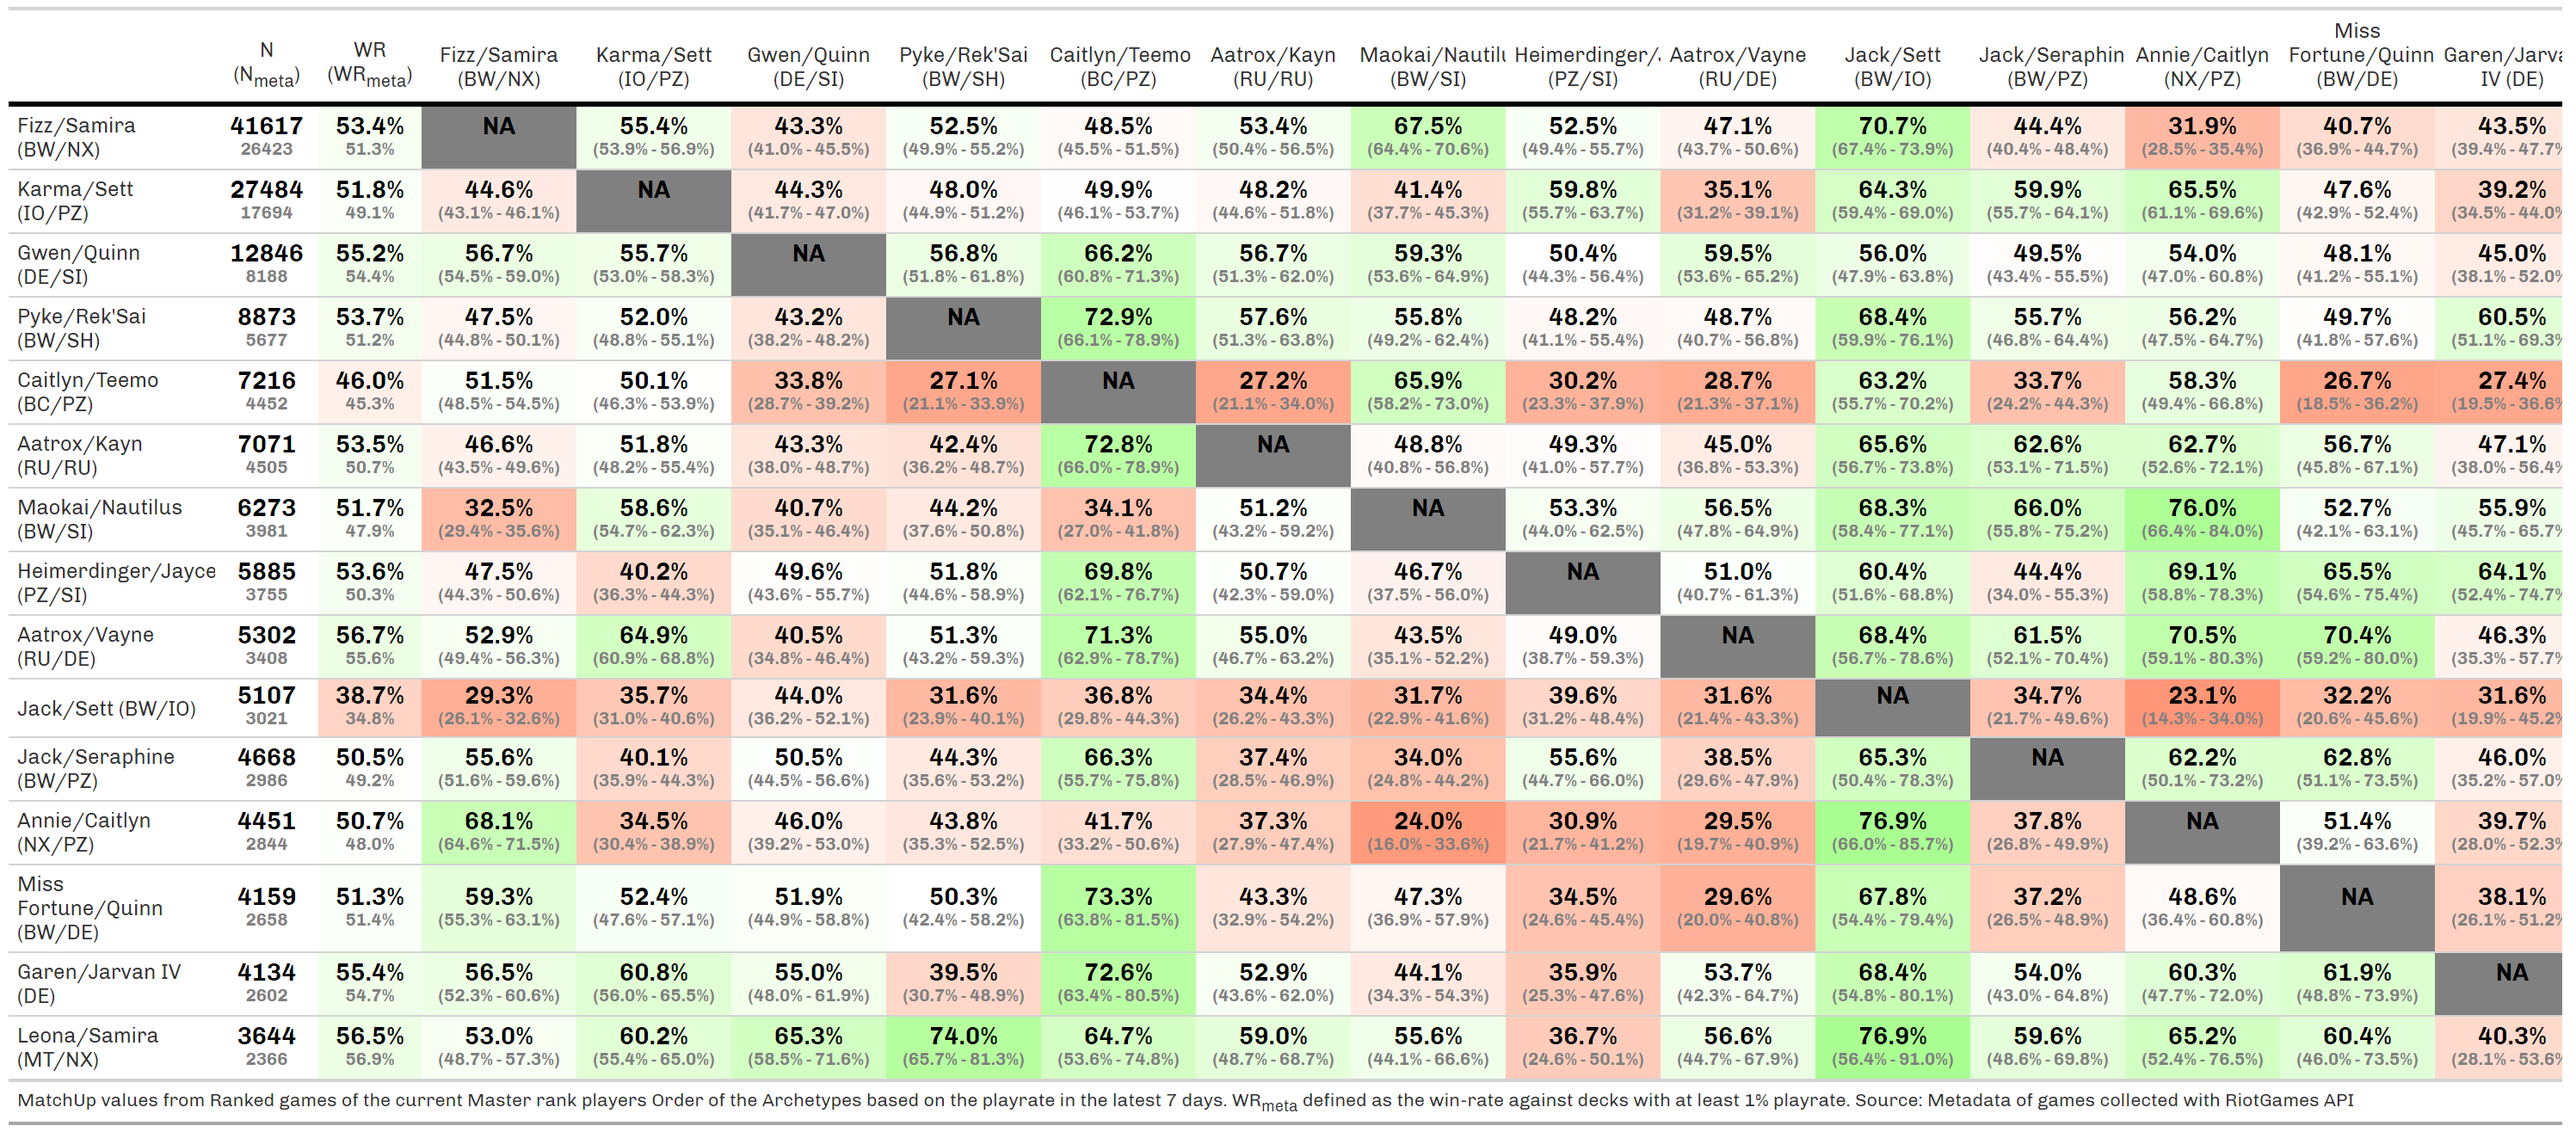 N WR Fizz/Samira Karma/Sett Gwen/Quinn Pyke/Rek'Sai Caitlyn/Teemo Aatrox/Kayn Maokai/Nautilu Heimerdinger/. Aatrox/Vayne Jack/Sett Jack/Seraphin Annie/Caitlyn Miss Fortune/Quinn Garen/Jarva
(Nmeta) (WRmeta) (BW/NX) (IO/PZ) (DE/SI) (BW/SH) (BC/PZ) (RU/RU) (BW/SI) (PZ/SI) (RU/DE) (BW/IO) (BW/PZ) (NX/PZ) (BW/DE) IV (DE)
Fizz/Samira 41617 53.4% NA 55.4% 43.3% 52.5% 48.5% 53.4% 67.5% 52.5% 47.1% 70.7% 44.4% 31.9% 40.7% 43.5%
(BW/NX) 26423 51.3% (53.9% - 56.9%) (41.0% - 45.5%) (49.9% - 55.2%) (45.5% - 51.5%) (50.4% - 56.5%) (64.4% - 70.6%) (49.4% - 55.7%) (43.7% - 50.6%) (67.4% - 73.9%) (40.4% - 48.4%) (28.5% - 35.4%) (36.9% - 44.7%) (39.4% - 47.7%
Karma/Sett 27484 51.8% 44.6% NA 44.3% 48.0% 49.9% 48.2% 41.4% 59.8% 35.1% 64.3% 59.9% 65.5% 47.6% 39.2%
(IO/PZ) 17694 49.1% (43.1% - 46.1%) (41.7% - 47.0%) (44.9% - 51.2%) (46.1% - 53.7%) (44.6% - 51.8%) (37.7% - 45.3%) (55.7% - 63.7%) (31.2% - 39.1%) (59.4% - 69.0%) (55.7% - 64.1%) (61.1% - 69.6%) (42.9% - 52.4%) (34.5% - 44.0%
Gwen/Quinn 12846 55.2% 56.7% 55.7% NA 56.8% 66.2% 56.7% 59.3% 50.4% 59.5% 56.0% 49.5% 54.0% 48.1% 45.0%
(DE/SI) 8188 54.4% (54.5% - 59.0%) (53.0% - 58.3%) (51.8% - 61.8%) (60.8% - 71.3%) (51.3% - 62.0%) (53.6% - 64.9%) (44.3% - 56.4%) (53.6% - 65.2%) (47.9% - 63.8%) (43.4% - 55.5%) (47.0% - 60.8%) (41.2% - 55.1%) (38.1% - 52.0%
Pyke/Rek'Sai 8873 53.7% 47.5% 52.0% 43.2% NA 72.9% 57.6% 55.8% 48.2% 48.7% 68.4% 55.7% 56.2% 49.7% 60.5%
(BW/SH) 5677 51.2% (44.8% - 50.1%) (48.8% - 55.1%) (38.2% - 48.2%) (66.1% - 78.9%) (51.3% - 63.8%) (49.2% - 62.4%) (41.1% - 55.4%) (40.7% - 56.8%) (59.9% - 76.1%) (46.8% - 64.4%) (47.5% - 64.7%) (41.8% - 57.6%) (51.1% - 69.3%
Caitlyn/Teemo 7216 46.0% 51.5% 50.1% 33.8% 27.1% NA 27.2% 65.9% 30.2% 28.7% 63.2% 33.7% 58.3% 26.7% 27.4%
(BC/PZ) 4452 45.3% (48.5% - 54.5%) (46.3% - 53.9%) (28.7% - 39.2%) (21.1% - 33.9%) (21.1% - 34.0%) (58.2% - 73.0%) (23.3% - 37.9%) (21.3% - 37.1%) (55.7% - 70.2%) (24.2% - 44.3%) (49.4% - 66.8%) (18.5% - 36.2%) (19.5% - 36.6%
Aatrox/Kayn 7071 53.5% 46.6% 51.8% 43.3% 42.4% 72.8% NA 48.8% 49.3% 45.0% 65.6% 62.6% 62.7% 56.7% 47.1%
(RU/RU) 4505 50.7% (43.5% - 49.6%) (48.2% - 55.4%) (38.0% - 48.7%) (36.2% - 48.7%) (66.0% - 78.9%) (40.8% - 56.8%) (41.0% - 57.7%) (36.8% - 53.3%) (56.7% - 73.8%) (53.1% - 71.5%) (52.6% - 72.1%) (45.8% - 67.1%) (38.0% - 56.4%
Maokai/Nautilus 6273 51.7% 32.5% 58.6% 40.7% 44.2% 34.1% 51.2% NA 53.3% 56.5% 68.3% 66.0% 76.0% 52.7% 55.9%
(BW/SI) 3981 47.9% (29.4% - 35.6%) (54.7% - 62.3%) (35.1% - 46.4%) (37.6% - 50.8%) (27.0% - 41.8%) (43.2% - 59.2%) (44.0% - 62.5%) (47.8% - 64.9%) (58.4% - 77.1%) (55.8% - 75.2%) (66.4% - 84.0%) (42.1% - 63.1%) (45.7% - 65.7%
Heimerdinger/Jayce 5885 53.6% 47.5% 40.2% 49.6% 51.8% 69.8% 50.7% 46.7% NA 51.0% 60.4% 44.4% 69.1% 65.5% 64.1%
(PZ/SI) 3755 50.3% (44.3% - 50.6%) (36.3% - 44.3%) (43.6% - 55.7%) (44.6% - 58.9%) (62.1% - 76.7%) (42.3% - 59.0%) (37.5% - 56.0%) (40.7% - 61.3%) (51.6% - 68.8%) (34.0% - 55.3%) (58.8% - 78.3%) (54.6% - 75.4%) (52.4% - 74.7%
Aatrox/Vayne 5302 56.7% 52.9% 64.9% 40.5% 51.3% 71.3% 55.0% 43.5% 49.0% NA 68.4% 61.5% 70.5% 70.4% 46.3%
(RU/DE) 3408 55.6% (49.4% - 56.3%) (60.9% - 68.8%) (34.8% - 46.4%) (43.2% - 59.3%) (62.9% - 78.7%) (46.7% - 63.2%) (35.1% - 52.2%) (38.7% - 59.3%) (56.7% - 78.6%) (52.1% - 70.4%) (59.1% - 80.3%) (59.2% - 80.0%) (35.3% - 57.7%
Jack/Sett (BW/IO) 5107 38.7% 29.3% 35.7% 44.0% 31.6% 36.8% 34.4% 31.7% 39.6% 31.6% NA 34.7% 23.1% 32.2% 31.6%
3021 34.8% (26.1% - 32.6%) (31.0% - 40.6%) (36.2% - 52.1%) (23.9% - 40.1%) (29.8% - 44.3%) (26.2% - 43.3%) (22.9% - 41.6%) (31.2% - 48.4%) (21.4% - 43.3%) (21.7% - 49.6%) (14.3% - 34.0%) (20.6% - 45.6%) (19.9% - 45.2%
Jack/Seraphine 4668 50.5% 55.6% 40.1% 50.5% 44.3% 66.3% 37.4% 34.0% 55.6% 38.5% 65.3% NA 62.2% 62.8% 46.0%
(BW/PZ) 2986 49.2% (51.6% - 59.6%) (35.9% - 44.3%) (44.5% - 56.6%) (35.6% - 53.2%) (55.7% - 75.8%) (28.5% - 46.9%) (24.8% - 44.2%) (44.7% - 66.0%) (29.6% - 47.9%) (50.4% - 78.3%) (50.1% - 73.2%) (51.1% - 73.5%) (35.2% - 57.0%
Annie/Caitlyn 4451 50.7% 68.1% 34.5% 46.0% 43.8% 41.7% 37.3% 24.0% 30.9% 29.5% 76.9% 37.8% NA 51.4% 39.7%
(NX/PZ) 2844 48.0% (64.6% - 71.5%) (30.4% - 38.9%) (39.2% - 53.0%) (35.3% - 52.5%) (33.2% - 50.6%) (27.9% - 47.4%) (16.0% - 33.6%) (21.7% - 41.2%) (19.7% - 40.9%) (66.0% - 85.7%) (26.8% - 49.9%) (39.2% - 63.6%) (28.0% - 52.3%
Miss
Fortune/Quinn 4159 51.3% 59.3% 52.4% 51.9% 50.3% 73.3% 43.3% 47.3% 34.5% 29.6% 67.8% 37.2% 48.6% NA 38.1%
(BW/DE) 2658 51.4% (55.3% - 63.1%) (47.6% - 57.1%) (44.9% - 58.8%) (42.4% - 58.2%) (63.8% - 81.5%) (32.9% - 54.2%) (36.9% - 57.9%) (24.6% - 45.4%) (20.0% - 40.8%) (54.4% - 79.4%) (26.5% - 48.9%) (36.4% - 60.8%) (26.1% - 51.2%
Garen/Jarvan IV 4134 55.4% 56.5% 60.8% 55.0% 39.5% 72.6% 52.9% 44.1% 35.9% 53.7% 68.4% 54.0% 60.3% 61.9% NA
(DE) 2602 54.7% (52.3% - 60.6%) (56.0% - 65.5%) (48.0% - 61.9%) (30.7% - 48.9%) (63.4% - 80.5%) (43.6% - 62.0%) (34.3% - 54.3%) (25.3% - 47.6%) (42.3% - 64.7%) (54.8% - 80.1%) (43.0% - 64.8%) (47.7% - 72.0%) (48.8% - 73.9%)
Leona/Samira 3644 56.5% 53.0% 60.2% 65.3% 74.0% 64.7% 59.0% 55.6% 36.7% 56.6% 76.9% 59.6% 65.2% 60.4% 40.3%
(MT/NX) 2366 56.9% (48.7% - 57.3%) (55.4% - 65.0%) (58.5% - 71.6%) (65.7% - 81.3%) (53.6% - 74.8%) (48.7% - 68.7%) (44.1% - 66.6%) (24.6% - 50.1%) (44.7% - 67.9%) (56.4% - 91.0%) (48.6% - 69.8%) (52.4% - 76.5%) (46.0% - 73.5%) (28.1% - 53.6%
MatchUp values from Ranked games of the current Master rank players Order of the Archetypes based on the playrate in the latest 7 days. WRmeta defined as the win-rate against decks with at least 1% playrate. Source: Metadata of games collected with RiotGames API